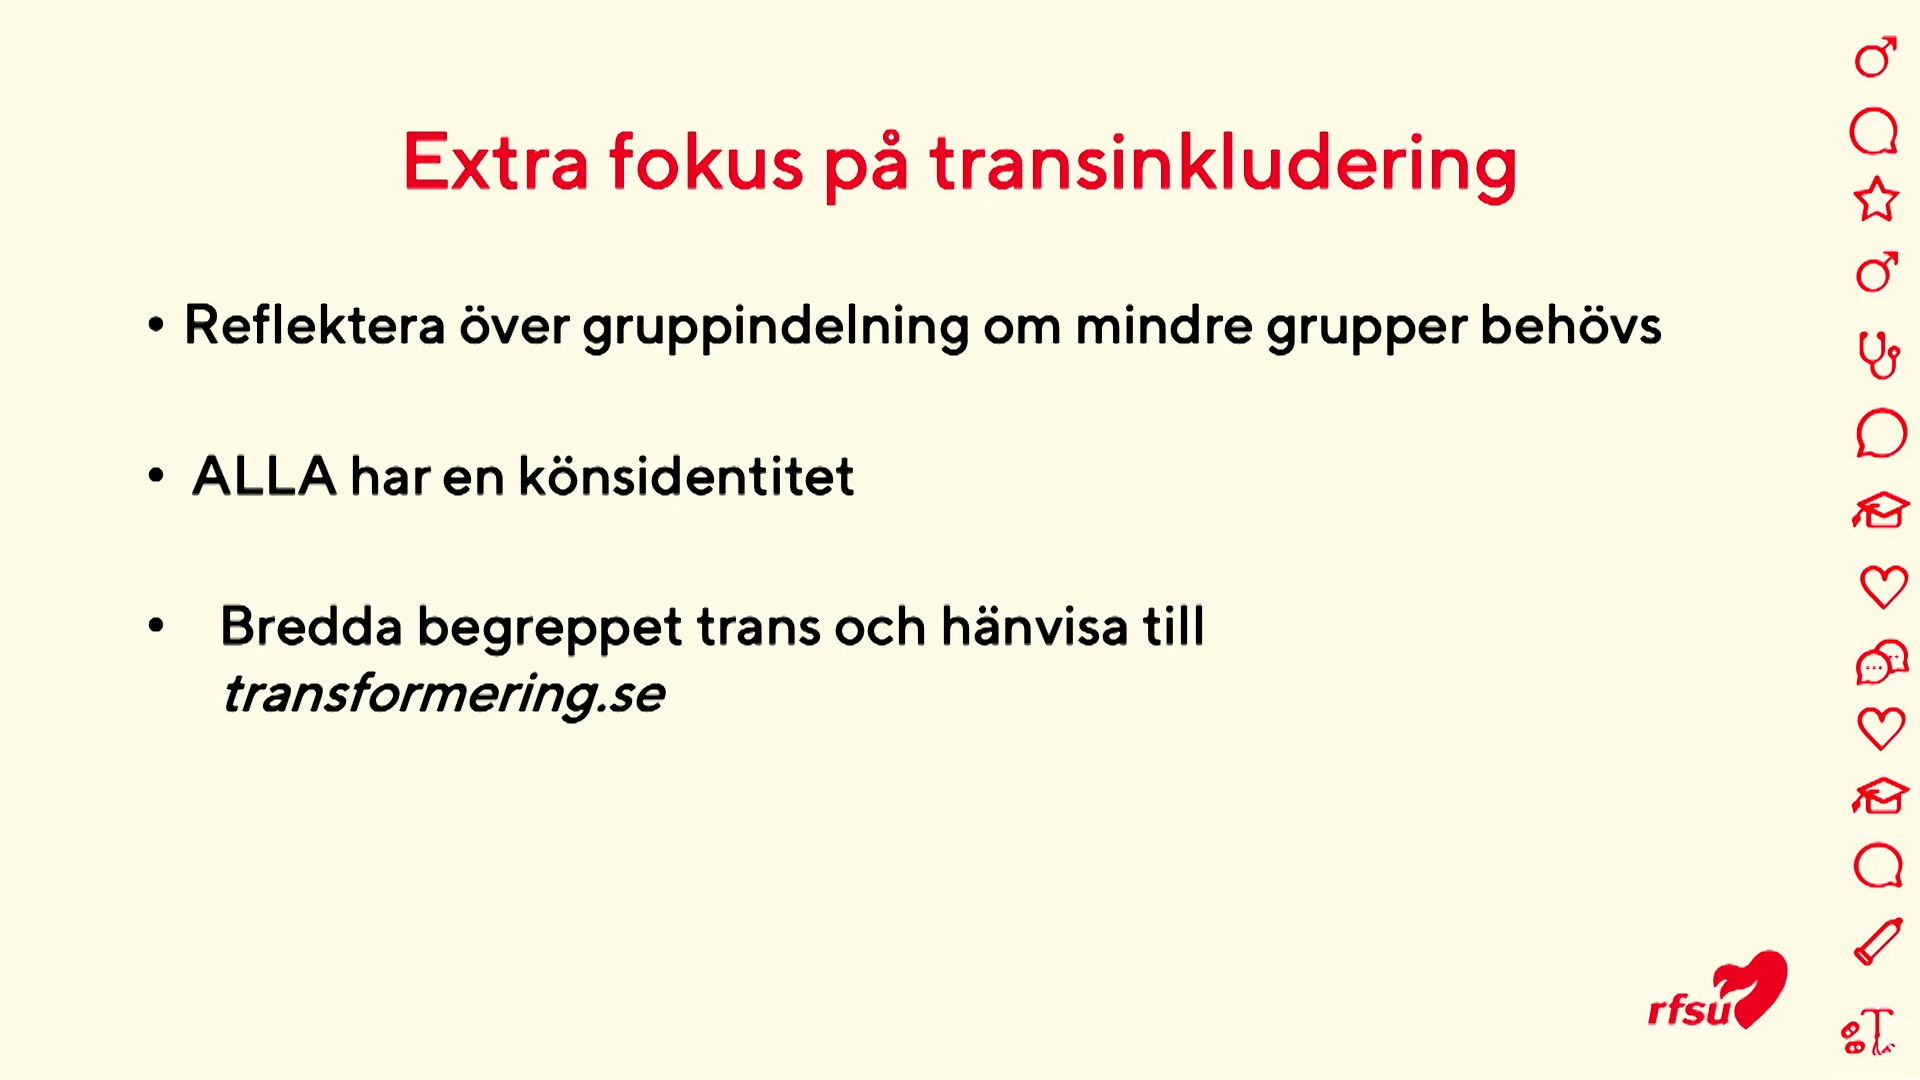 Extra fokus på transinkludering
• Reflektera över gruppindelning om mindre grupper behövs
• ALLA har en könsidentitet
• Bredda begreppet trans och hänvisa till
transformering.se
rfsu